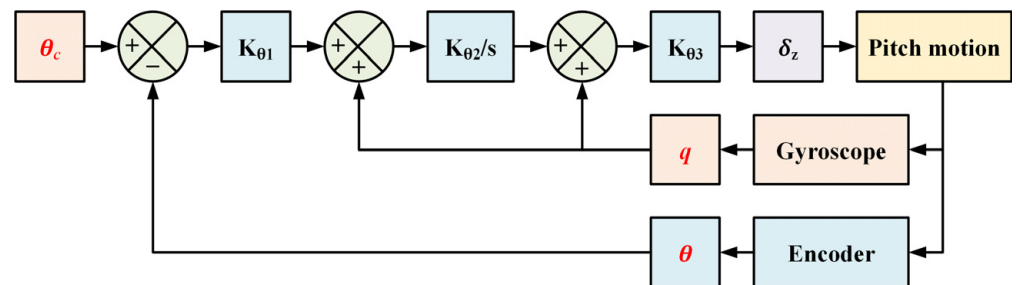 θc + − Kθ1 + + Kθ2/s + + Kθ3 δz Pitch motion
q Gyroscope
θ Encoder